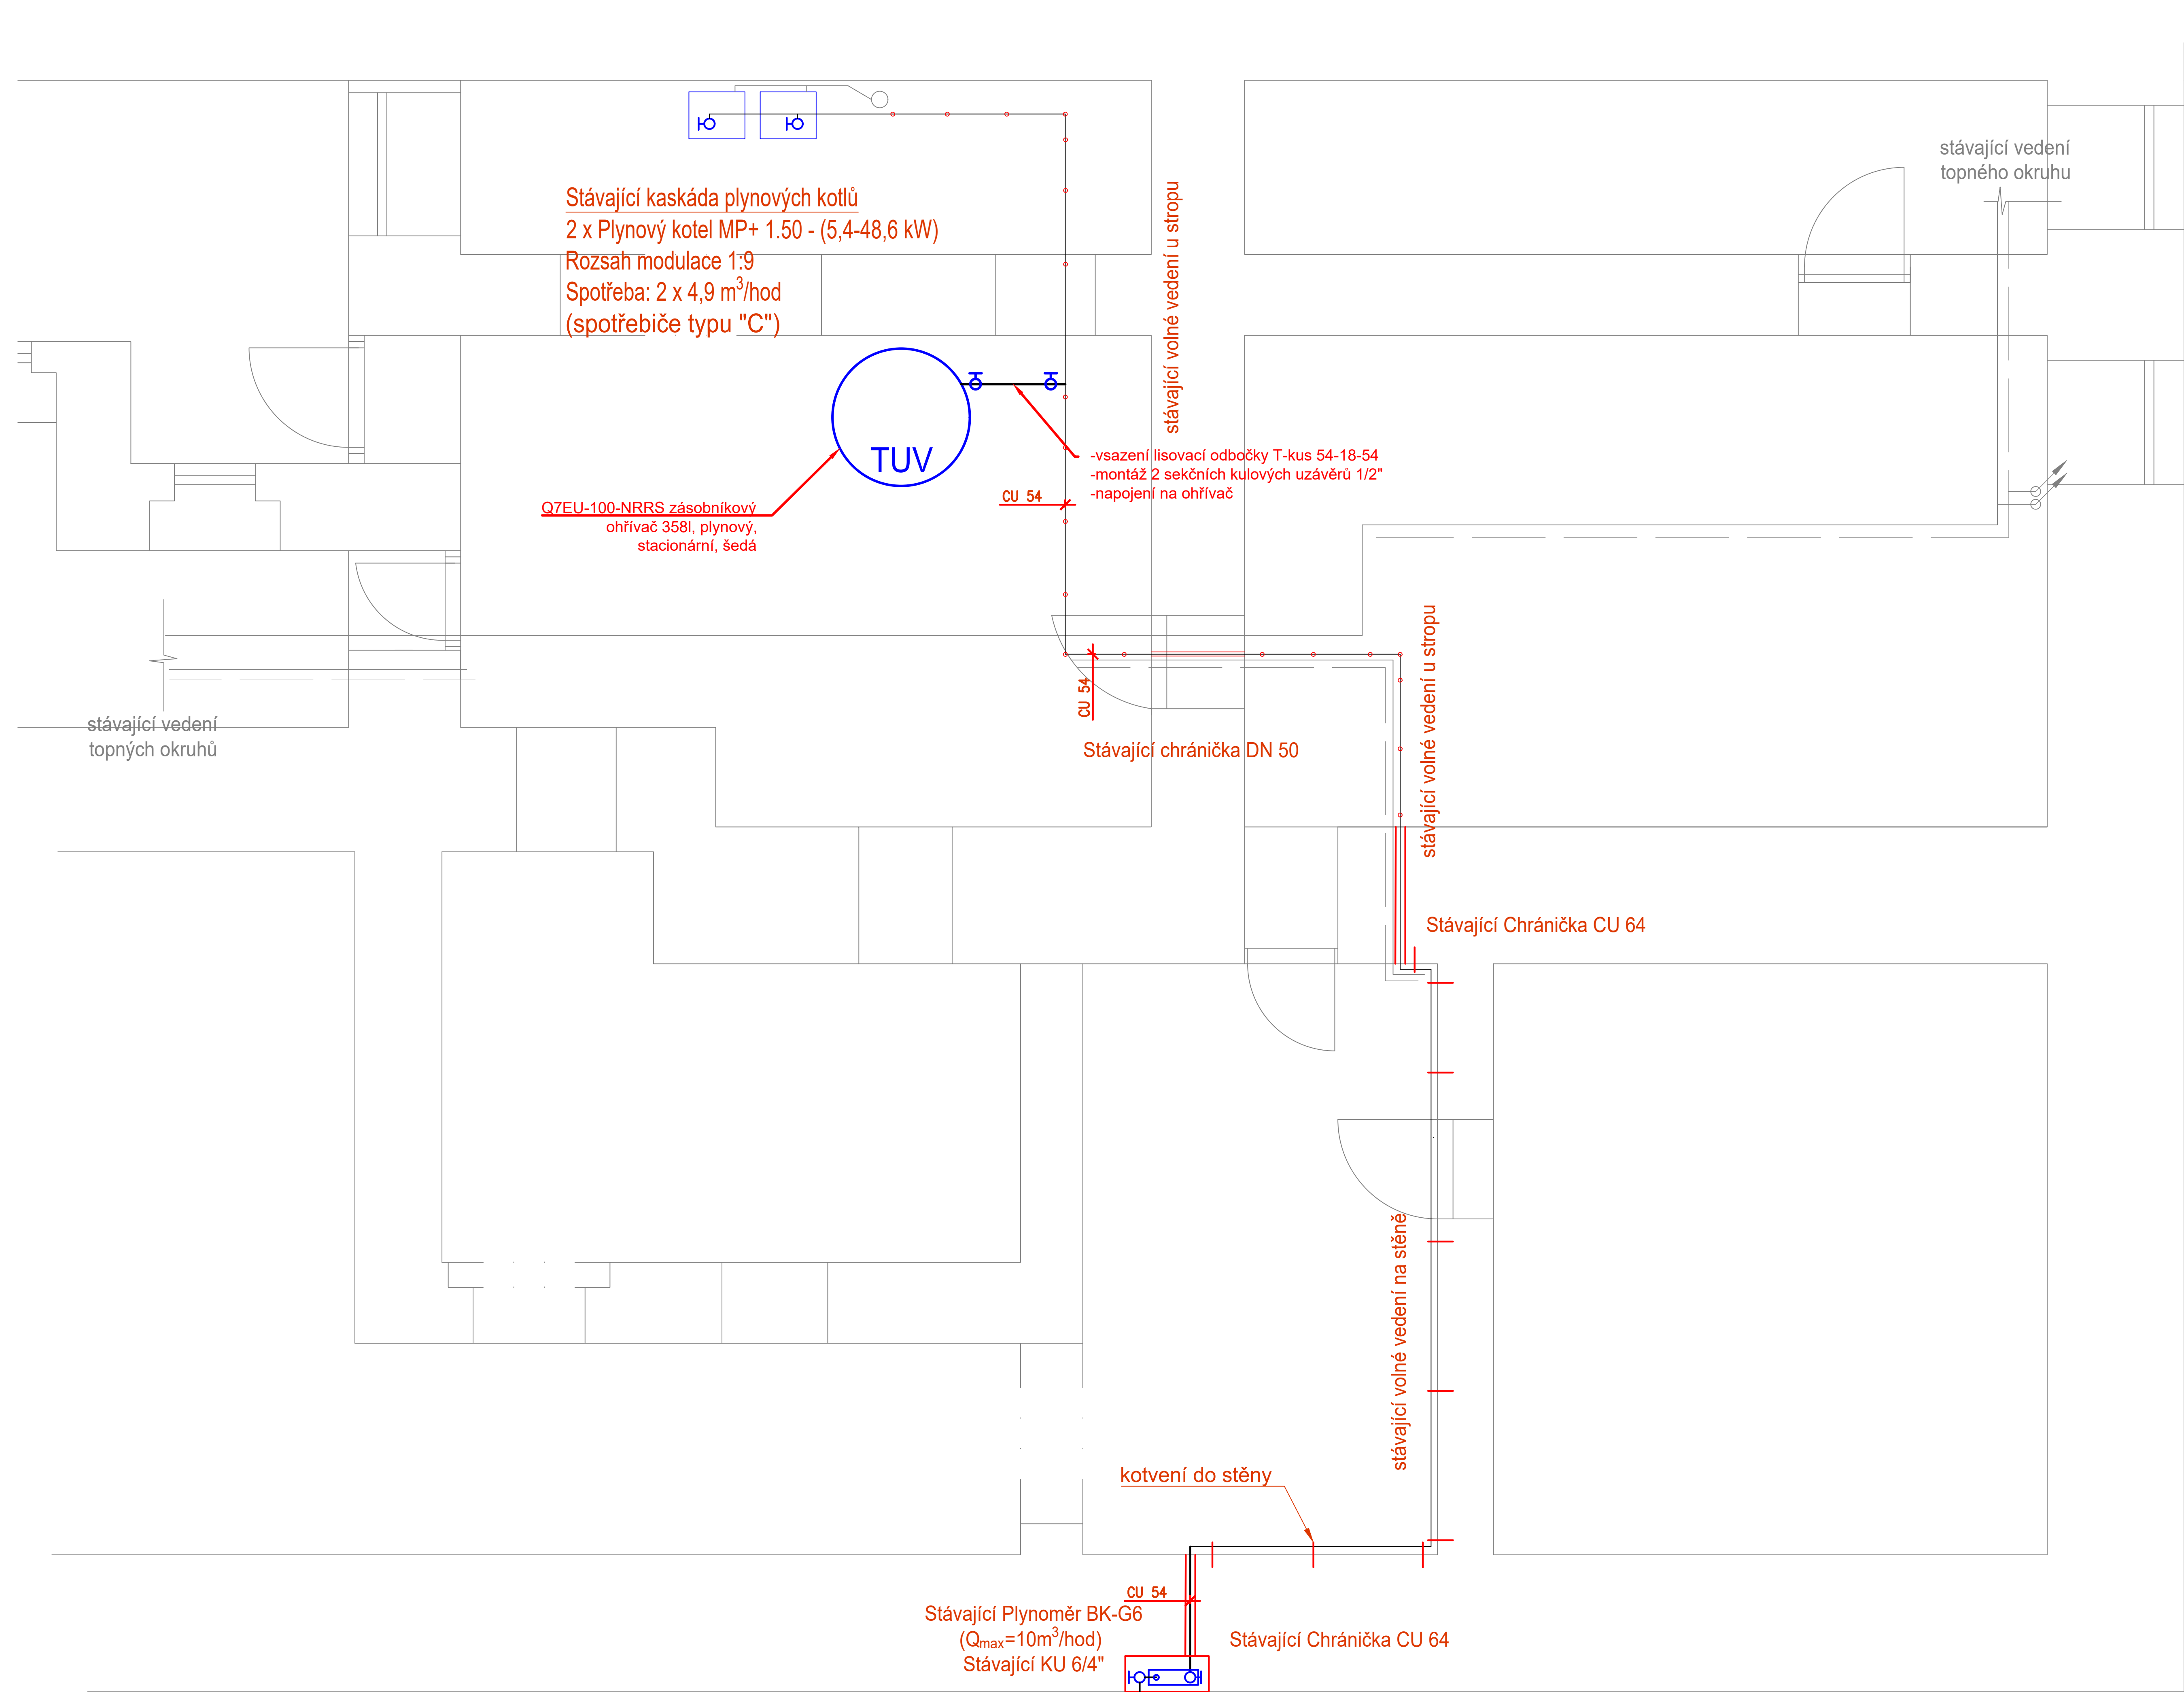 stávající vedení
topného okruhu
Stávající kaskáda plynových kotlů
2 x Plynový kotel MP+ 1.50 - (5,4-48,6 kW)
Rozsah modulace 1:9
Spotřeba: 2 x 4,9 m³/hod
(spotřebiče typu "C")
stávající volné vedení u stropu
TUV
-vsazení lisovací odbočky T-kus 54-18-54
-montáž 2 sekčních kulových uzávěrů 1/2"
-napojení na ohřívač
CU 54
Q7EU-100-NRRS zásobníkový
ohřívač 358l, plynový,
stacionární, šedá
stávající volné vedení u stropu
CU 54
stávající vedení
topných okruhů
Stávající chránička DN 50
Stávající Chránička CU 64
stávající volné vedení na stěně
kotvení do stěny
CU 54
Stávající Plynoměr BK-G6
(Qmax=10m³/hod)
Stávající KU 6/4"
Stávající Chránička CU 64